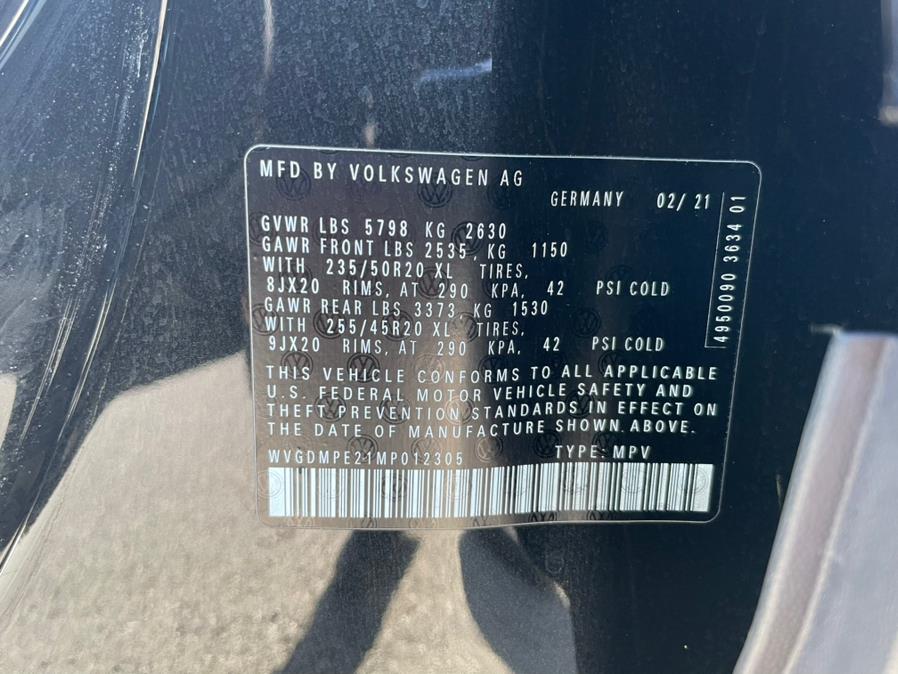 MFD BY VOLKSWAGEN AG
GERMANY 02/ 21
GVWR LBS 5798 KG 2630
GAWR FRONT LBS 2535, KG 1150
WITH 235/50R20 XL TIRES,
8JX20 RIMS, AT 290 KPA, 42 PSI COLD
GAWR REAR LBS 3373, KG 1530
WITH 255/45R20 XL TIRES,
9JX20 RIMS, AT 290 KPA, 42 PSI COLD
4950090 3634 01
THIS VEHICLE CONFORMS TO ALL APPLICABLE
U.S. FEDERAL MOTOR VEHICLE SAFETY AND
THEFT PREVENTION STANDARDS IN EFFECT ON
THE DATE OF MANUFACTURE SHOWN ABOVE.
WVGDMPE21MP012305 TYPE: MPV